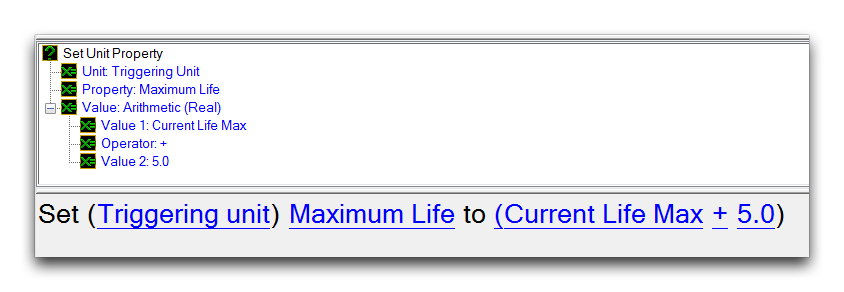 Set Unit Property
Unit: Triggering Unit
Property: Maximum Life
Value: Arithmetic (Real)
Value 1: Current Life Max
Operator: +
Value 2: 5.0
Set (Triggering unit) Maximum Life to (Current Life Max + 5.0)